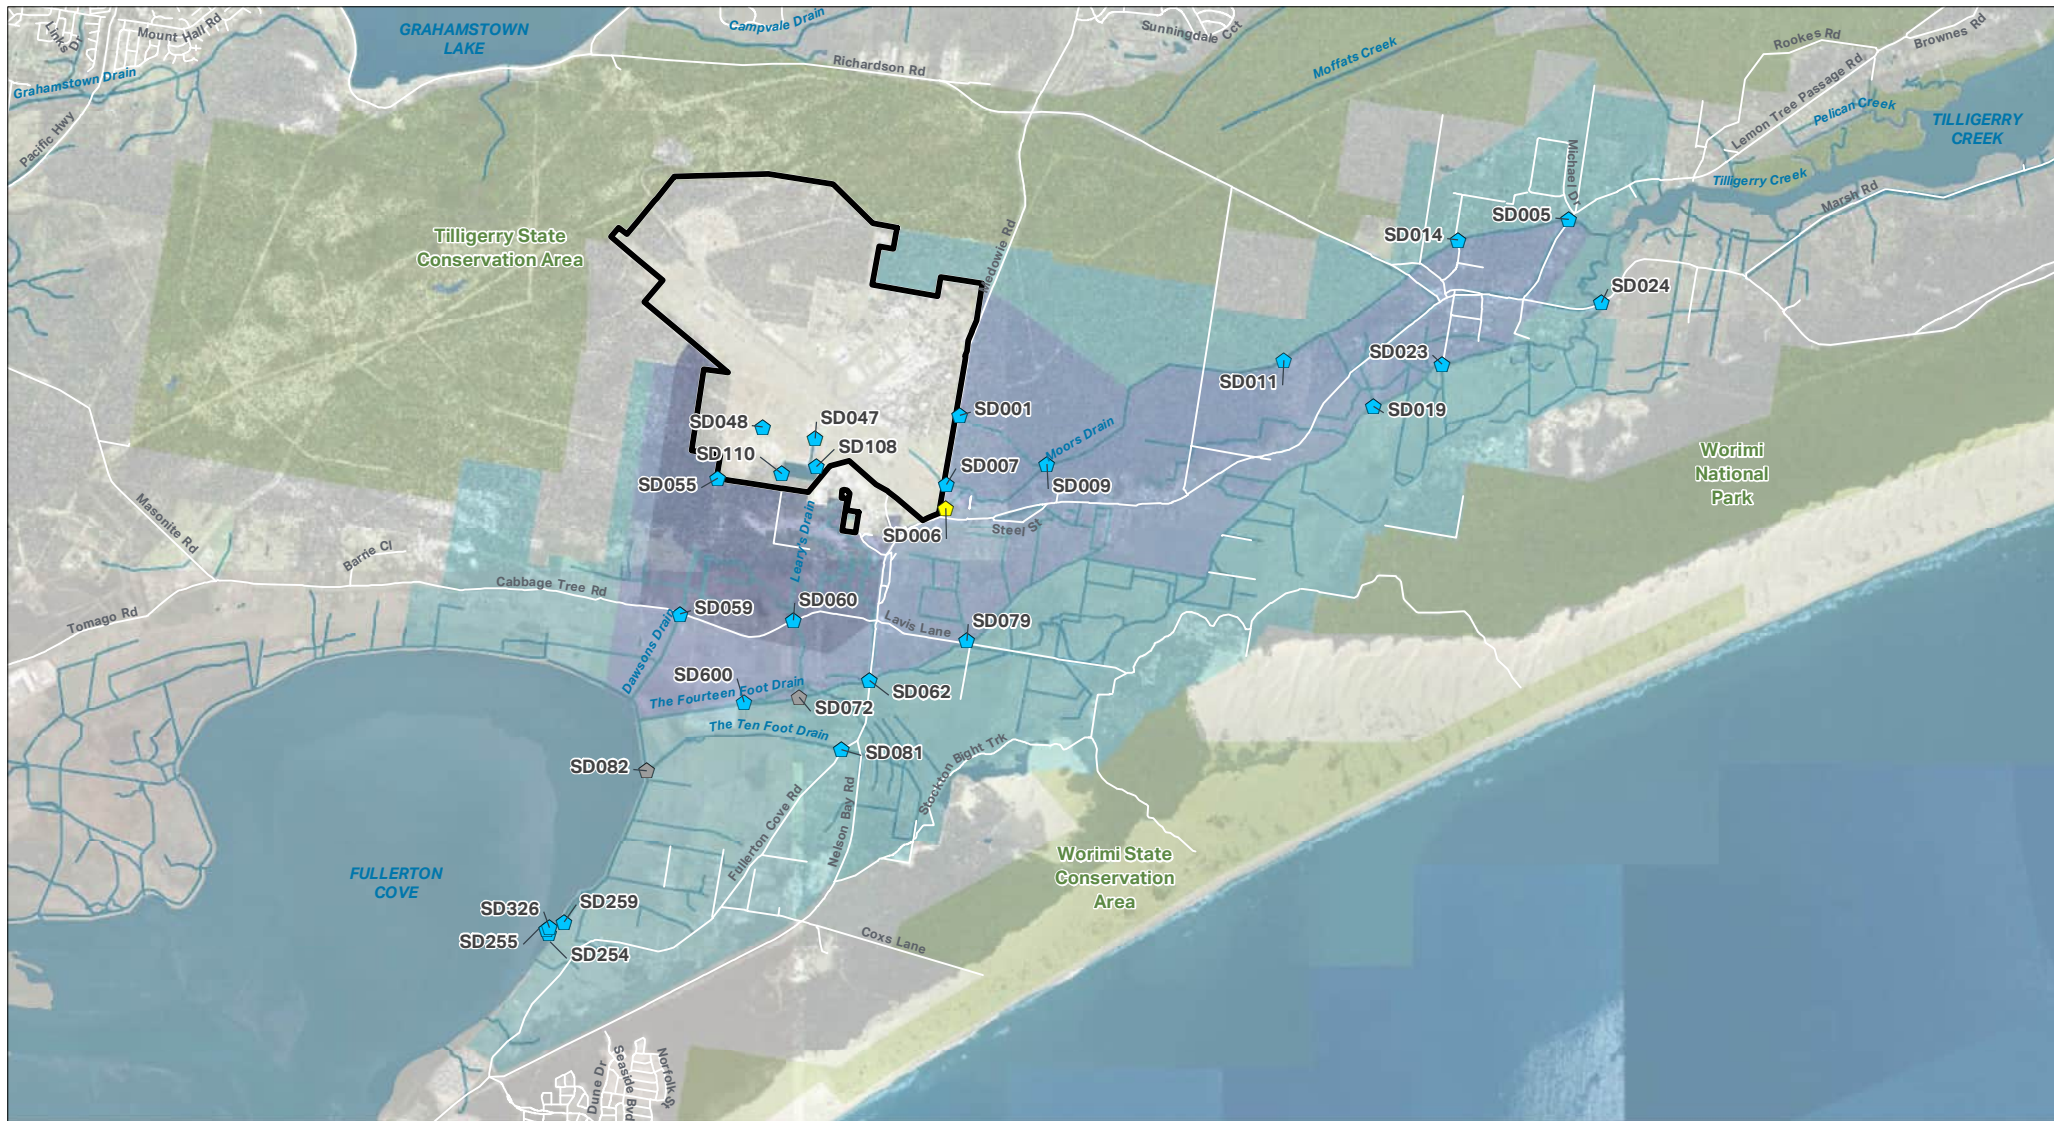 Links Dr
Mount Hall Rd
GRAHAMSTOWN
LAKE
Campvale Drain
Sunningdale Cct
Richardson Rd
Moffats Creek
Rookes Rd
Brownes Rd
Grahamstown Drain
Pacific Hwy
Lemon Tree Passage Rd
Pelican Creek
TILLIGERRY
CREEK
Michael Dr
Tilligerry Creek
Marsh Rd
Tilligerry State
Conservation Area
Medowie Rd
SD005
SD014
SD024
SD023
SD011
SD019
SD001
SD048
SD047
SD110
SD108
SD055
SD007
SD009
Moors Drain
SD006
Steel St
Worimi
National
Park
Masonite Rd
Barrie Cl
Leary's Drain
Cabbage Tree Rd
Tomago Rd
SD059
SD060
Lavis Lane
SD079
Dawsons Drain
SD600
The Fourteen Foot Drain
SD072
SD062
The Ten Foot Drain
SD081
SD082
Stockton Bight Trk
Fullerton Cove Rd
Nelson Bay Rd
FULLERTON
COVE
Worimi State
Conservation
Area
SD326
SD259
SD255
SD254
Coxs Lane
Dune Dr
Seaside Bvd
Norfolk St